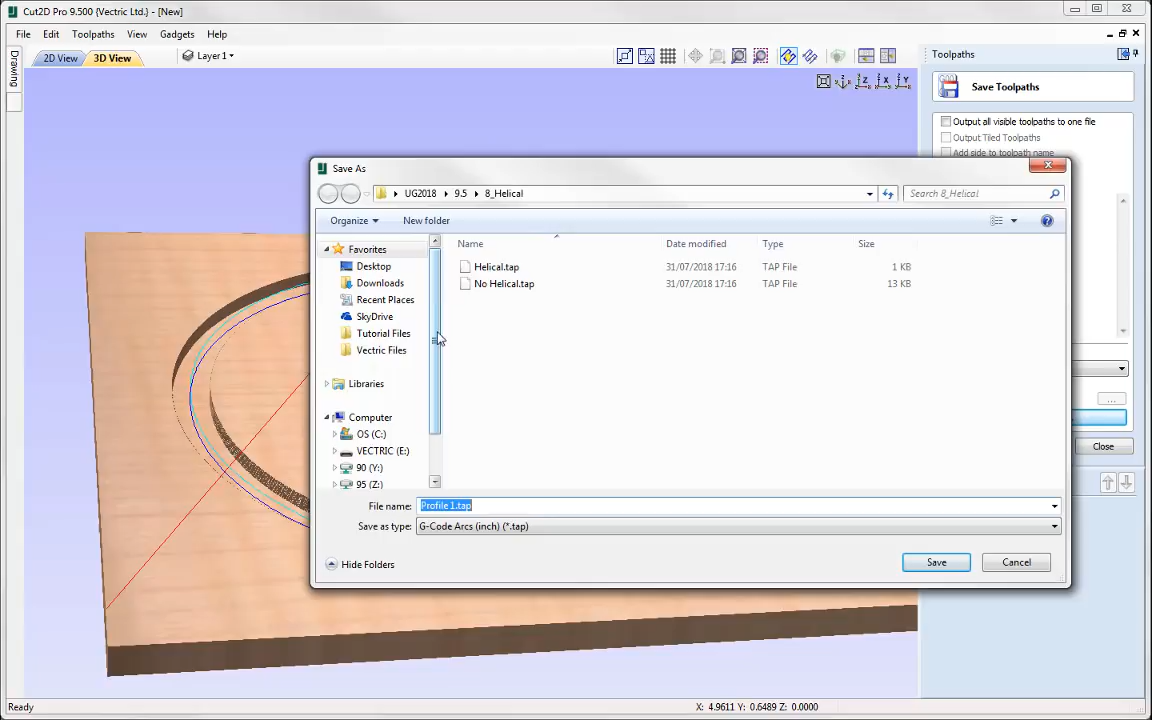 Cut2D Pro 9.500 {Vectric Ltd.} - [New]
File Edit Toolpaths View Gadgets Help
2D View 3D View Layer 1
Drawing
Toolpaths
Save Toolpaths
Output all visible toolpaths to one file
Output Tiled Toolpaths
Add side to toolpath name
Save As
UG2018 9.5 8_Helical
Search 8_Helical
Organize New folder
Name Date modified Type Size
Favorites
Desktop
Downloads
Recent Places
SkyDrive
Tutorial Files
Vectric Files
Libraries
Computer
OS (C:)
VECTRIC (E:)
90 (Y:)
95 (Z:)
Helical.tap 31/07/2018 17:16 TAP File 1 KB
No Helical.tap 31/07/2018 17:16 TAP File 13 KB
File name: Profile 1.tap
Save as type: G-Code Arcs (inch) (*.tap)
Hide Folders Save Cancel
...
Close
Z X Y
Ready X: 4.9611 Y: 0.6489 Z: 0.0000